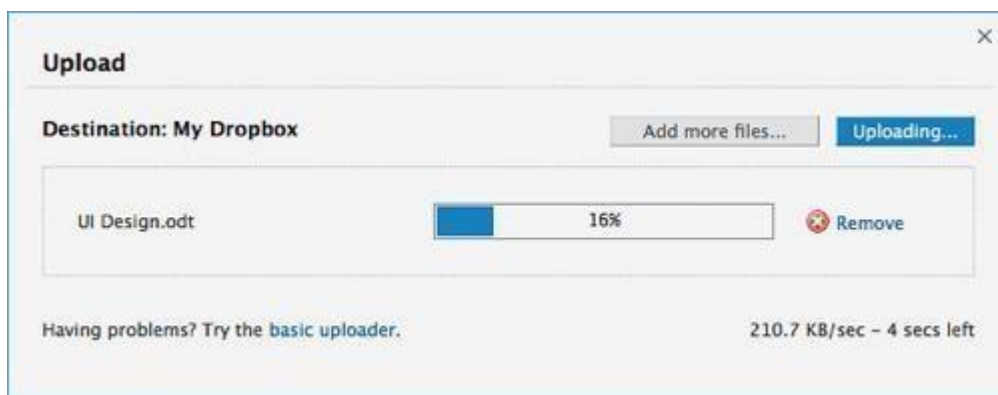 Upload
Destination: My Dropbox
Add more files...
Uploading...
UI Design.odt
16%
Remove
Having problems? Try the basic uploader.
210.7 KB/sec – 4 secs left